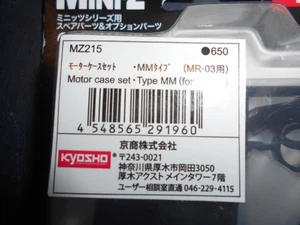 ミニッツシリーズ用
スペアパーツ&オプションパーツ
MZ215 ●650
モーターケースセット ・MMタイプ (MR-03用)
Motor case set・Type MM (for
4 548565 291960
KYOSHO
京商株式会社
〒243-0021
神奈川県厚木市岡田3050
厚木アクスト メインタワー7階
ユーザー相談室直通 046-229-4115